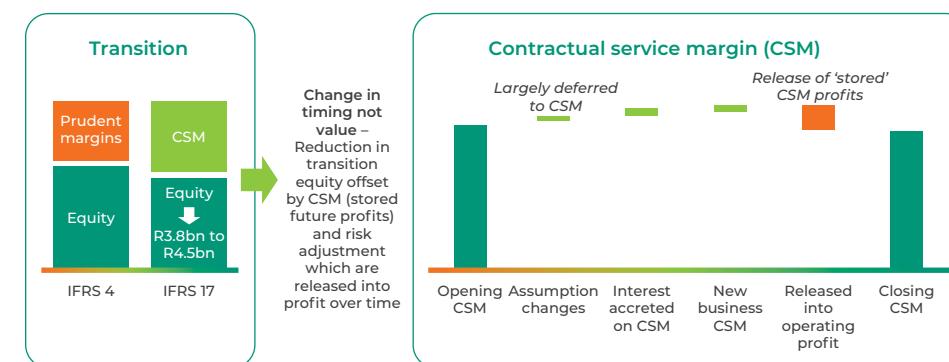 Transition
Prudent
margins
Equity
CSM
Equity
R3.8bn to
R4.5bn
IFRS 4
IFRS 17
Change in
timing not
value –
Reduction in
transition
equity offset
by CSM (stored
future profits)
and risk
adjustment
which are
released into
profit over time
Contractual service margin (CSM)
Largely deferred
to CSM
Release of ‘stored’
CSM profits
Opening
CSM
Assumption
changes
Interest
accreted
on CSM
New
business
CSM
Released
into
operating
profit
Closing
CSM